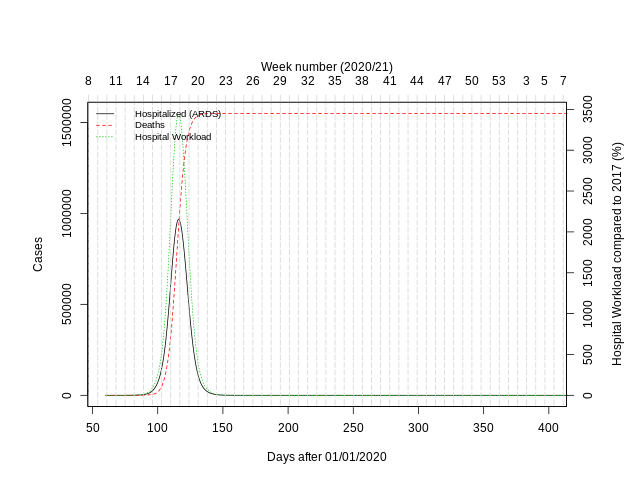 Week number (2020/21)
8 11 14 17 20 23 26 29 32 35 38 41 44 47 50 53 3 5 7
Hospitalized (ARDS)
Deaths
Hospital Workload
Cases
0 500000 1000000 1500000
0 500 1000 1500 2000 2500 3000 3500
Hospital Workload compared to 2017 (%)
50 100 150 200 250 300 350 400
Days after 01/01/2020